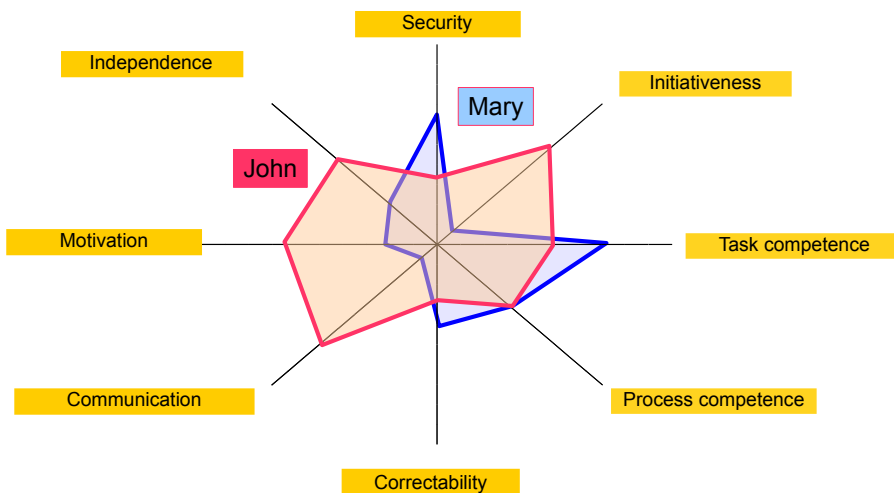 Security
Independence
Initiativeness
Mary
John
Motivation
Task competence
Communication
Process competence
Correctability